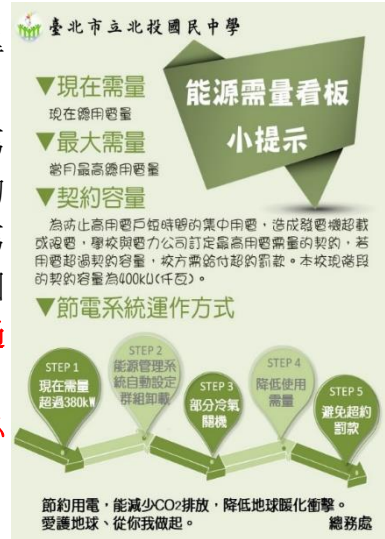 臺北市立北投國民中學
能源需量看板
小提示
▼現在需量
現在總用電量
▼最大需量
當月最高總用電量
▼契約容量
為防止高用電戶短時間的集中用電,造成發電機超載
或限電,學校與電力公司訂定最高用電需量的契約,若
用電超過契約容量,校方需給付超約罰款。本校現階段
的契約容量為400kW(仟瓦)。
▼節電系統運作方式
STEP 1
現在需量
超過380kW
STEP 2
能源管理系
統自動設定
群組卸載
STEP 3
部分冷氣
關機
STEP 4
降低使用
需量
STEP 5
避免超約
罰款
節約用電,能減少CO2排放,降低地球暖化衝擊。
愛護地球、從你我做起。
總務處